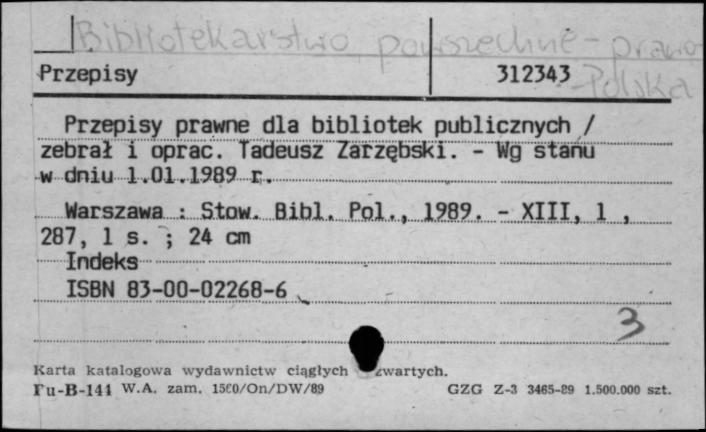 Bibliotekarstwo powszechne - prawo
- Polska
Przepisy 312343
Przepisy prawne dla bibliotek publicznych /
zebrał i oprac. Tadeusz Zarzębski. - Wg stanu
w dniu 1.01.1989 r.
Warszawa : Stow. Bibl. Pol., 1989. - XIII, 1 ,
287, 1 s. ; 24 cm
Indeks
ISBN 83-00-02268-6
3
Karta katalogowa wydawnictw ciągłych zwartych.
Pu-B-144 W.A. zam. 1560/On/DW/89 GZG Z-3 3465-89 1.500.000 szt.